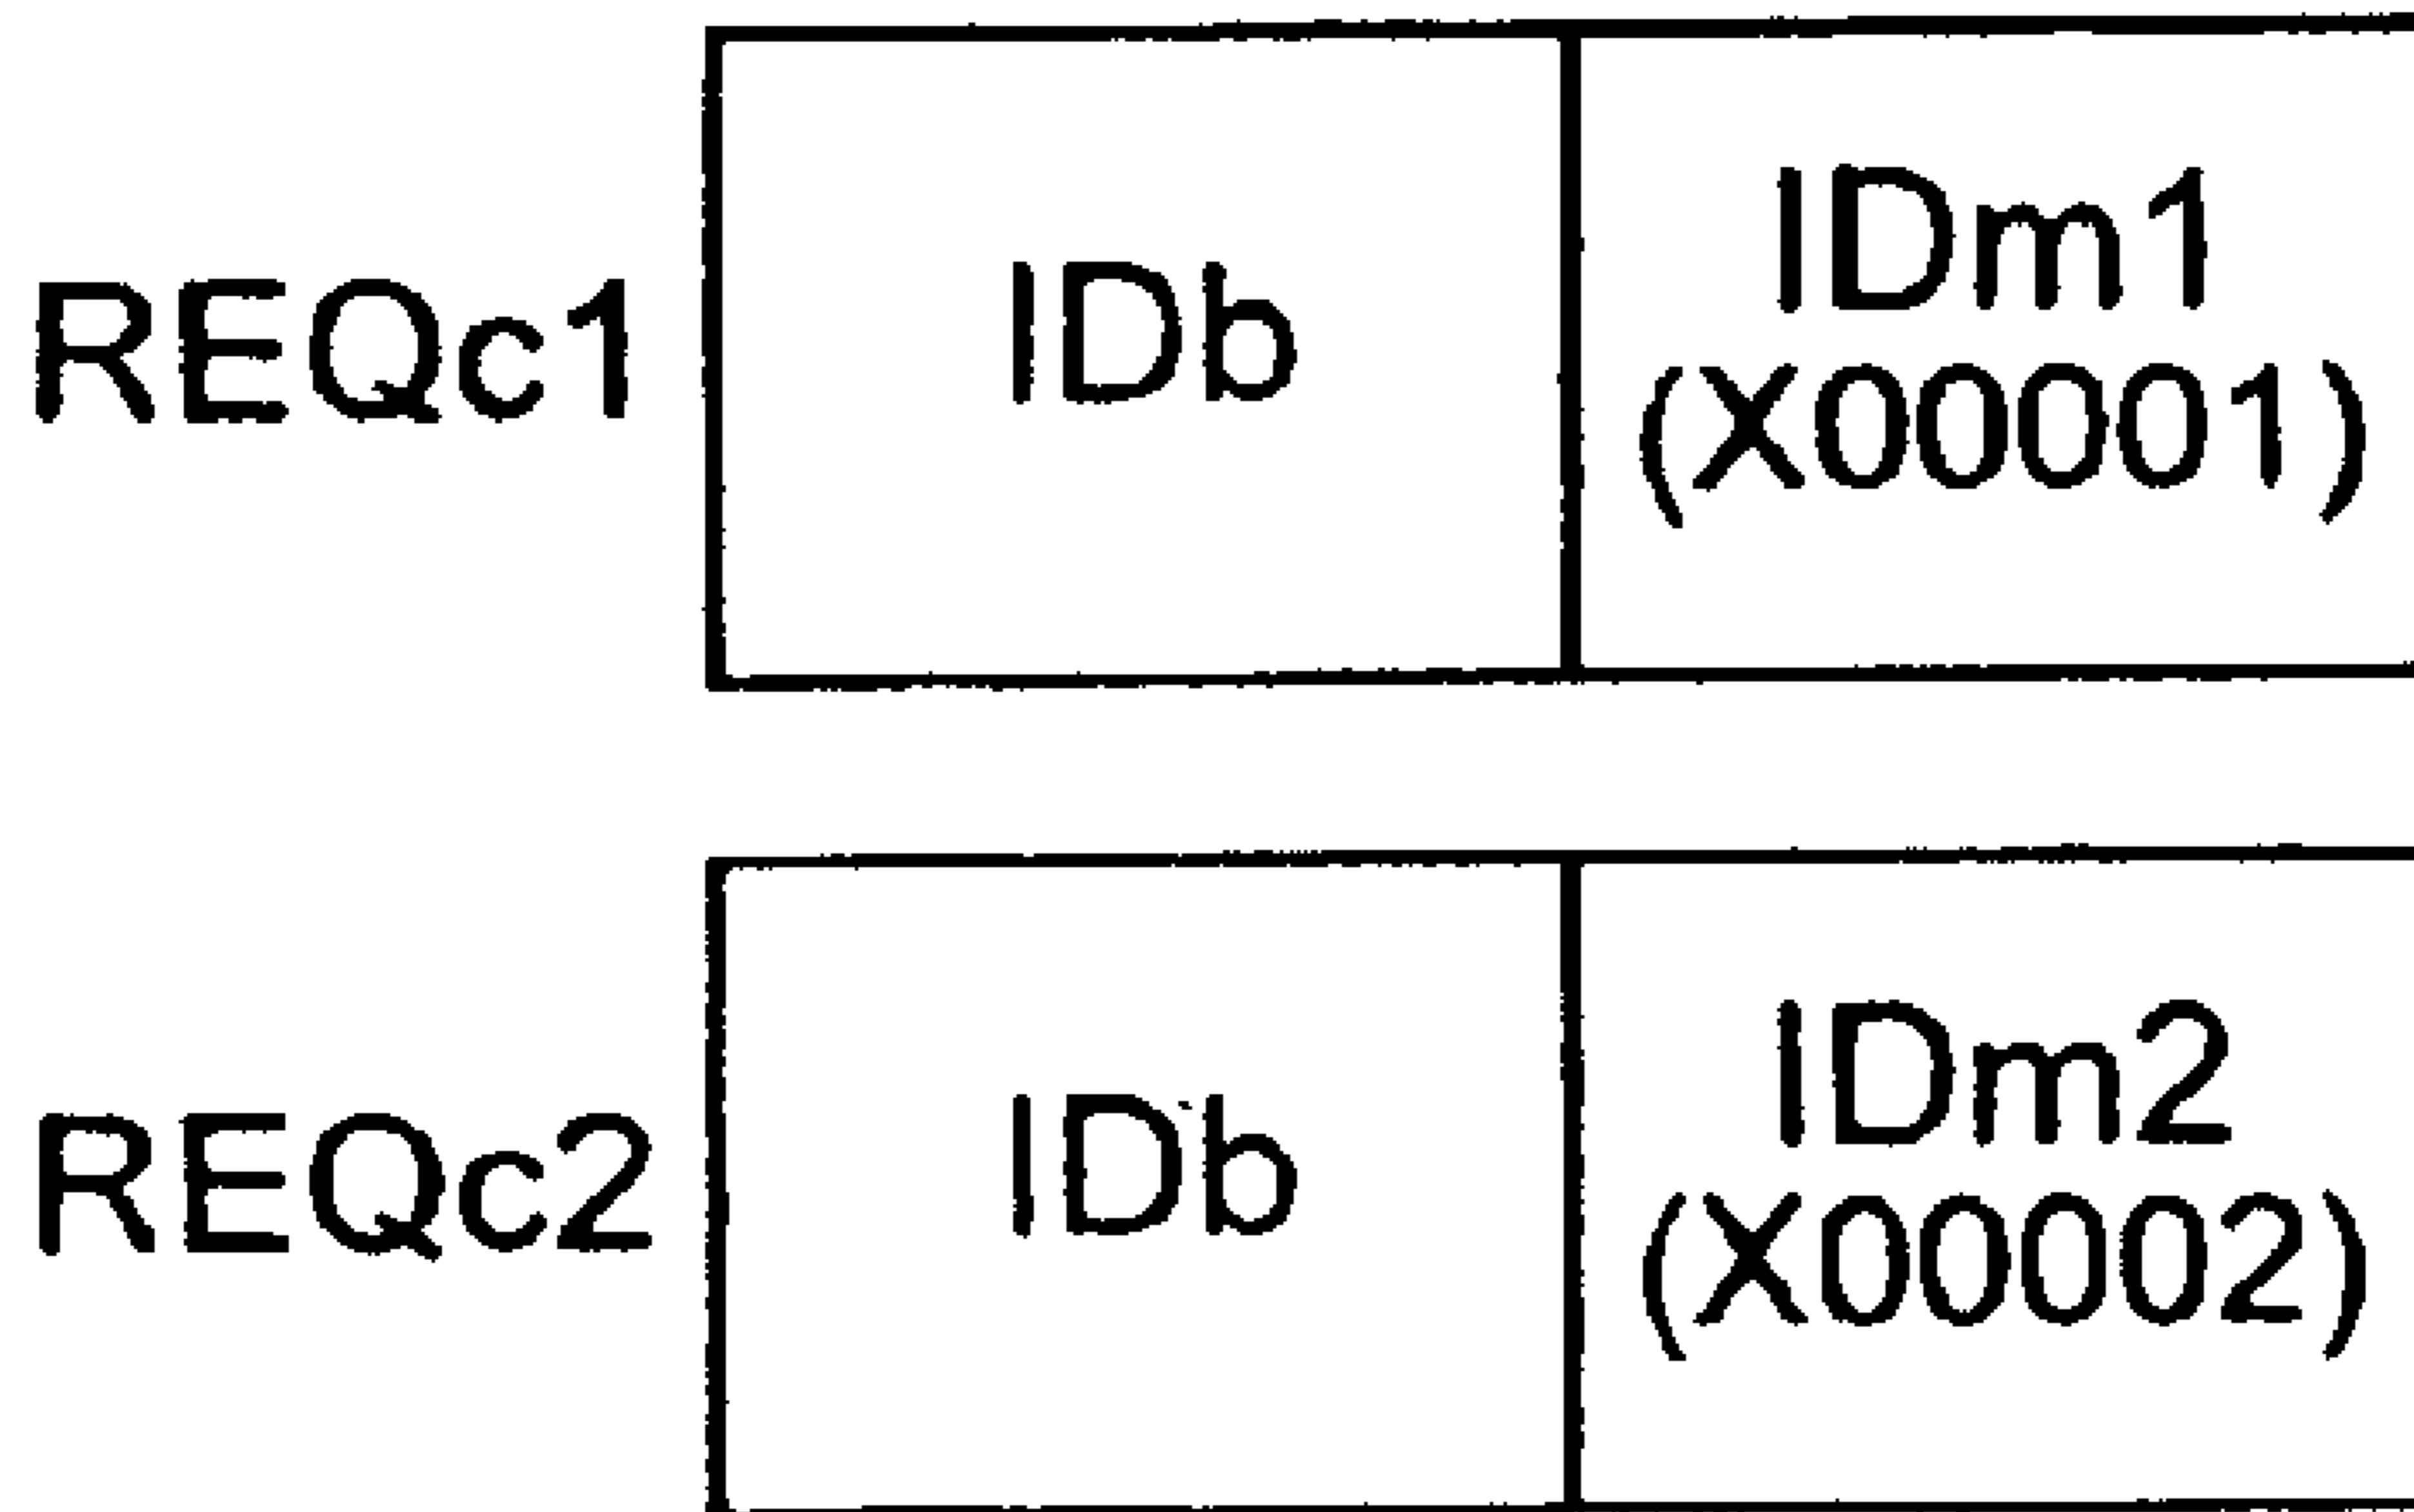 REQc1
IDb
IDm1
(X00001)
REQc2
IDb
IDm2
(X00002)